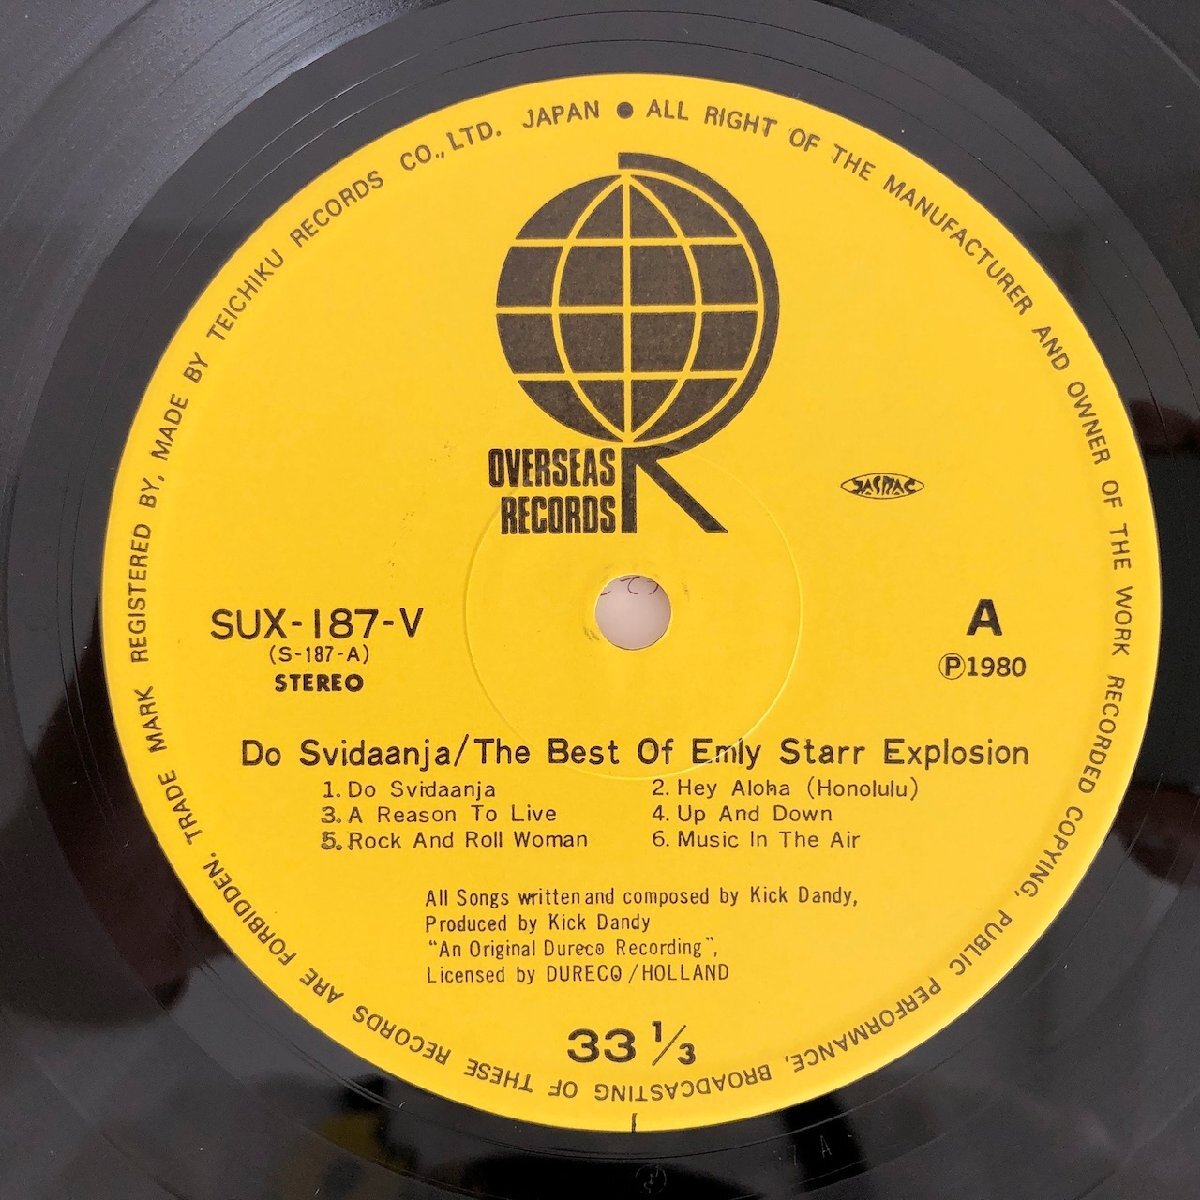 ALL RIGHT OF THE MANUFACTURER AND OWNER OF THE WORK RECORDED COPYING, PUBLIC PERFORMANCE, BROADCASTING OF THESE RECORDS ARE FORBIDDEN, TRADE MARK REGISTERED BY, MADE BY TEICHIKU RECORDS CO., LTD. JAPAN ●
OVERSEAS
RECORDS
R
JASRAC
SUX-187-V
(S-187-A)
STEREO
A
Ⓟ1980
Do Svidaanja/The Best Of Emly Starr Explosion
1. Do Svidaanja 2. Hey Aloha (Honolulu)
3. A Reason To Live 4. Up And Down
5. Rock And Roll Woman 6. Music In The Air
All Songs written and composed by Kick Dandy,
Produced by Kick Dandy
"An Original Dureco Recording",
Licensed by DURECO/HOLLAND
33 1/3